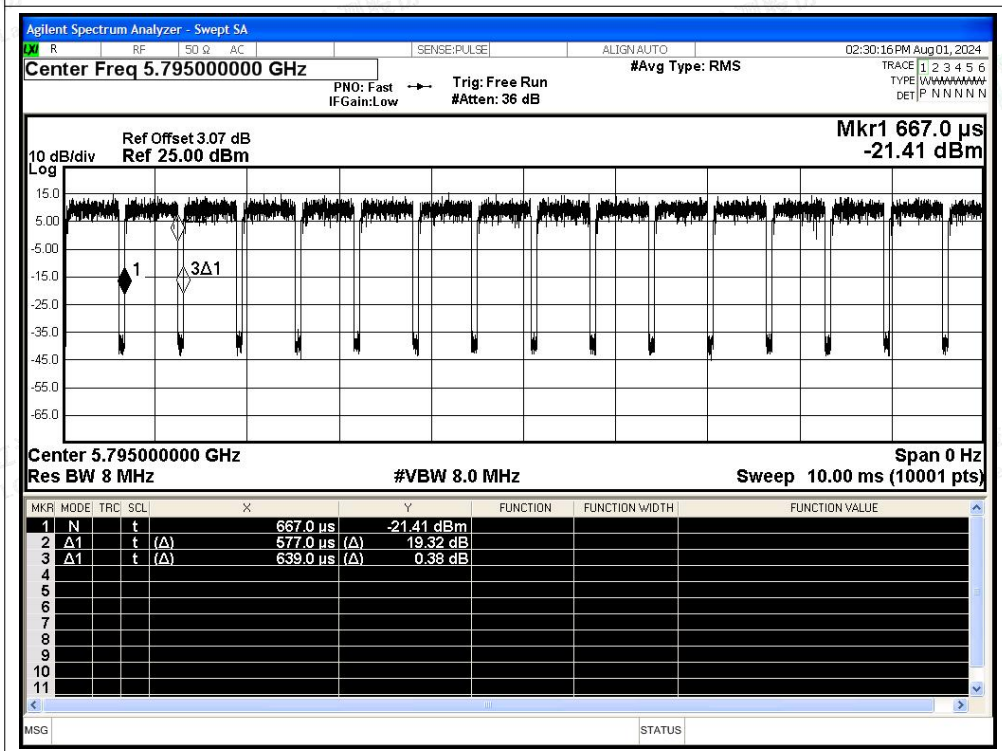 Agilent Spectrum Analyzer - Swept SA
LXI R RF 50 Ω AC SENSE:PULSE ALIGN AUTO 02:30:16 PM Aug 01, 2024
Center Freq 5.795000000 GHz #Avg Type: RMS TRACE 1 2 3 4 5 6
PNO: Fast Trig: Free Run TYPE WWWWWW
IFGain:Low #Atten: 36 dB DET P N N N N N
Mkr1 667.0 µs
Ref Offset 3.07 dB
10 dB/div Ref 25.00 dBm -21.41 dBm
Log
15.0
5.00
-5.00
-15.0
1 3Δ1
-25.0
-35.0
-45.0
-55.0
-65.0
Center 5.795000000 GHz Span 0 Hz
Res BW 8 MHz #VBW 8.0 MHz Sweep 10.00 ms (10001 pts)
MKR MODE TRC SCL X Y FUNCTION FUNCTION WIDTH FUNCTION VALUE
1 N t 667.0 µs -21.41 dBm
2 Δ1 t (Δ) 577.0 µs (Δ) 19.32 dB
3 Δ1 t (Δ) 639.0 µs (Δ) 0.38 dB
4
5
6
7
8
9
10
11
MSG STATUS